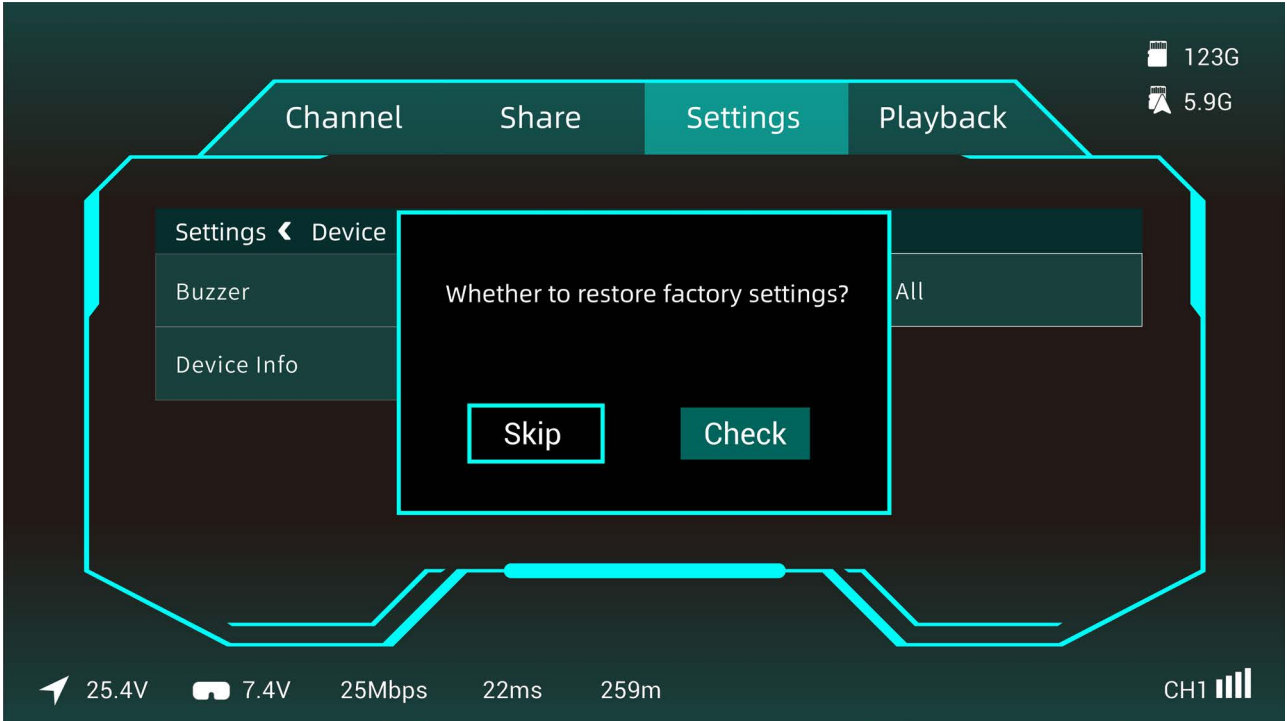 123G
5.9G
Channel Share Settings Playback
Settings Device
Buzzer
All
Device Info
Whether to restore factory settings?
Skip Check
25.4V 7.4V 25Mbps 22ms 259m CH1